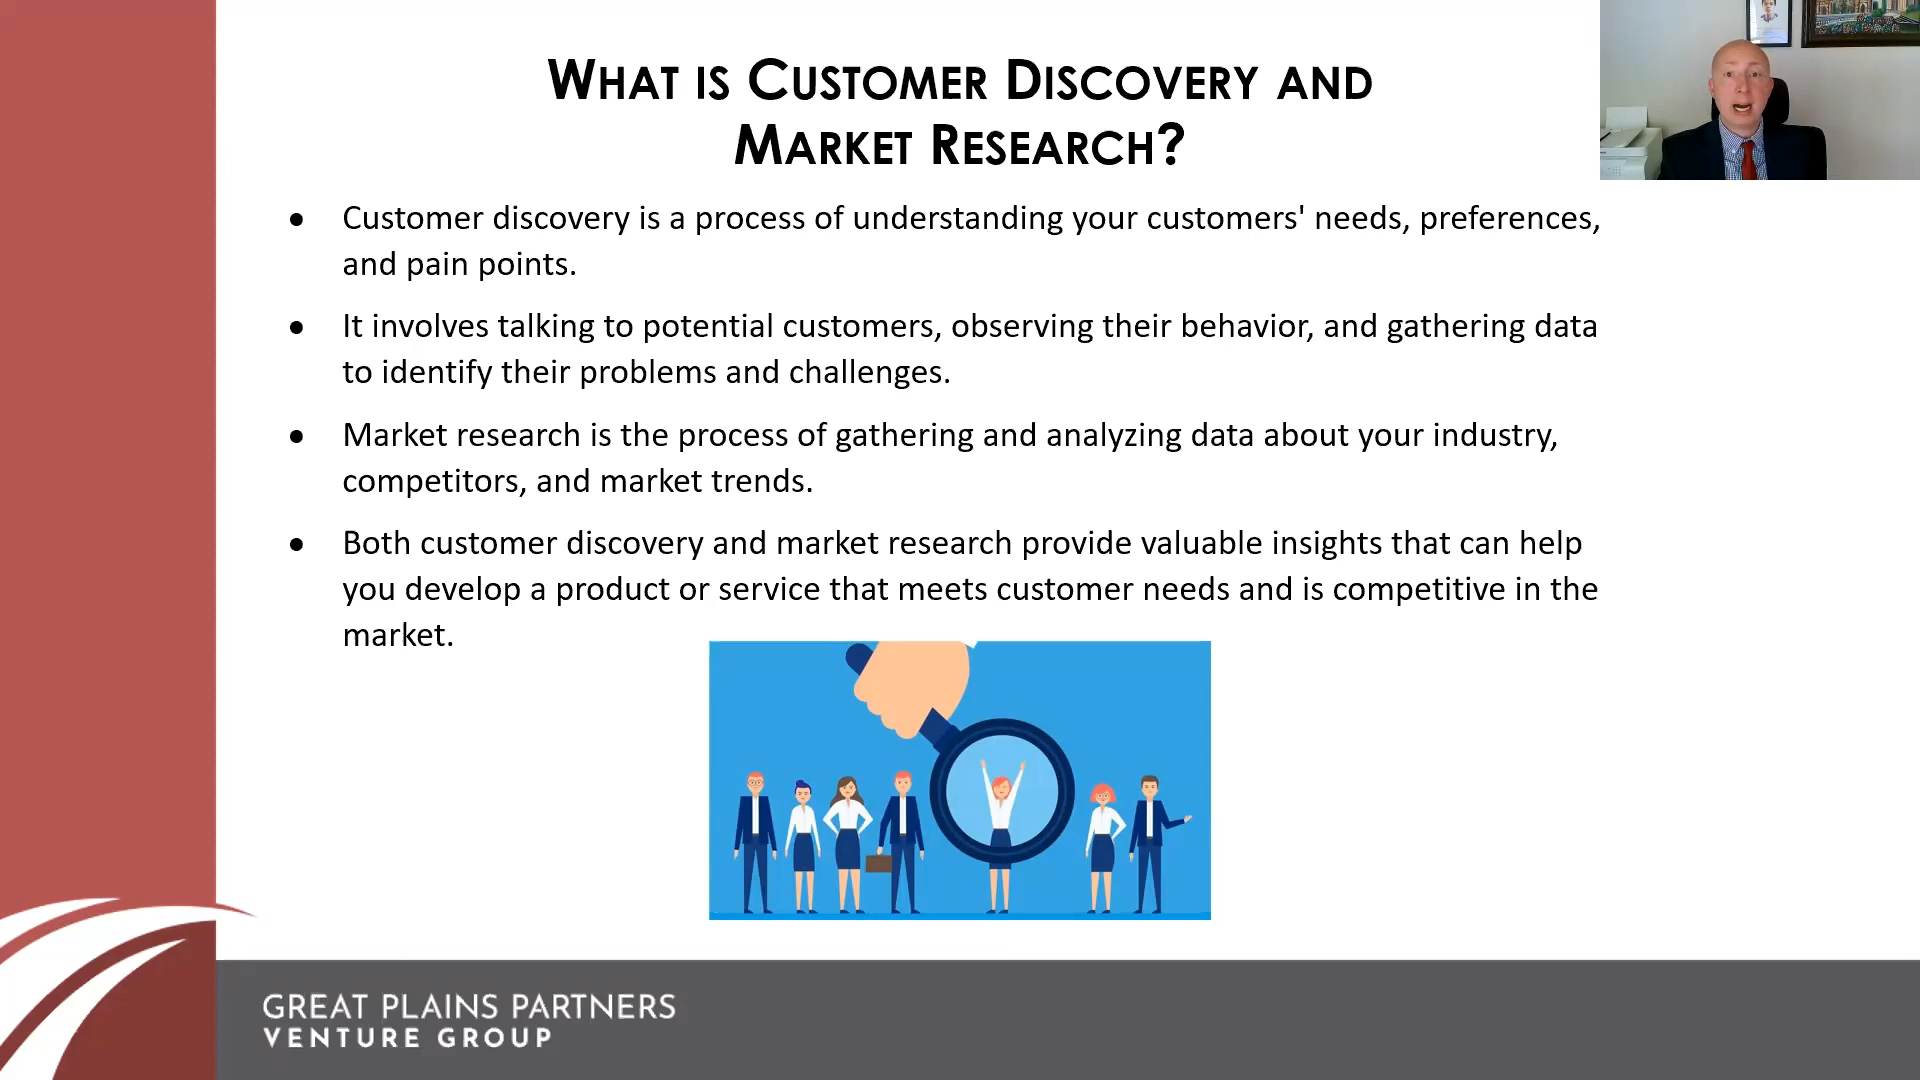 What is Customer Discovery and
Market Research?
• Customer discovery is a process of understanding your customers' needs, preferences,
and pain points.
• It involves talking to potential customers, observing their behavior, and gathering data
to identify their problems and challenges.
• Market research is the process of gathering and analyzing data about your industry,
competitors, and market trends.
• Both customer discovery and market research provide valuable insights that can help
you develop a product or service that meets customer needs and is competitive in the
market.
GREAT PLAINS PARTNERS
VENTURE GROUP